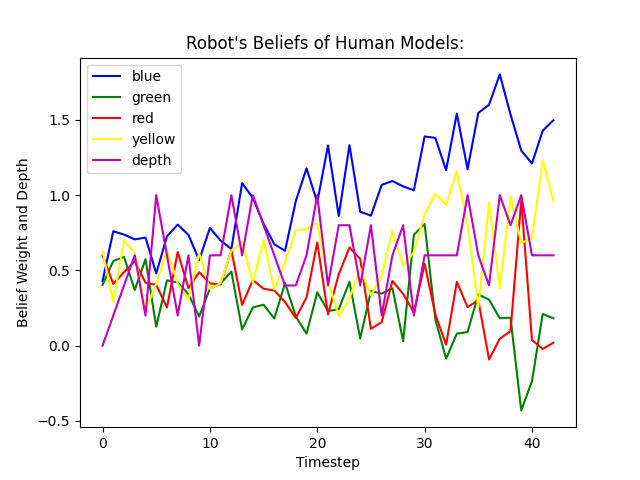 Robot's Beliefs of Human Models:
blue
green
red
yellow
depth
Belief Weight and Depth
1.5
1.0
0.5
0.0
−0.5
0 10 20 30 40
Timestep